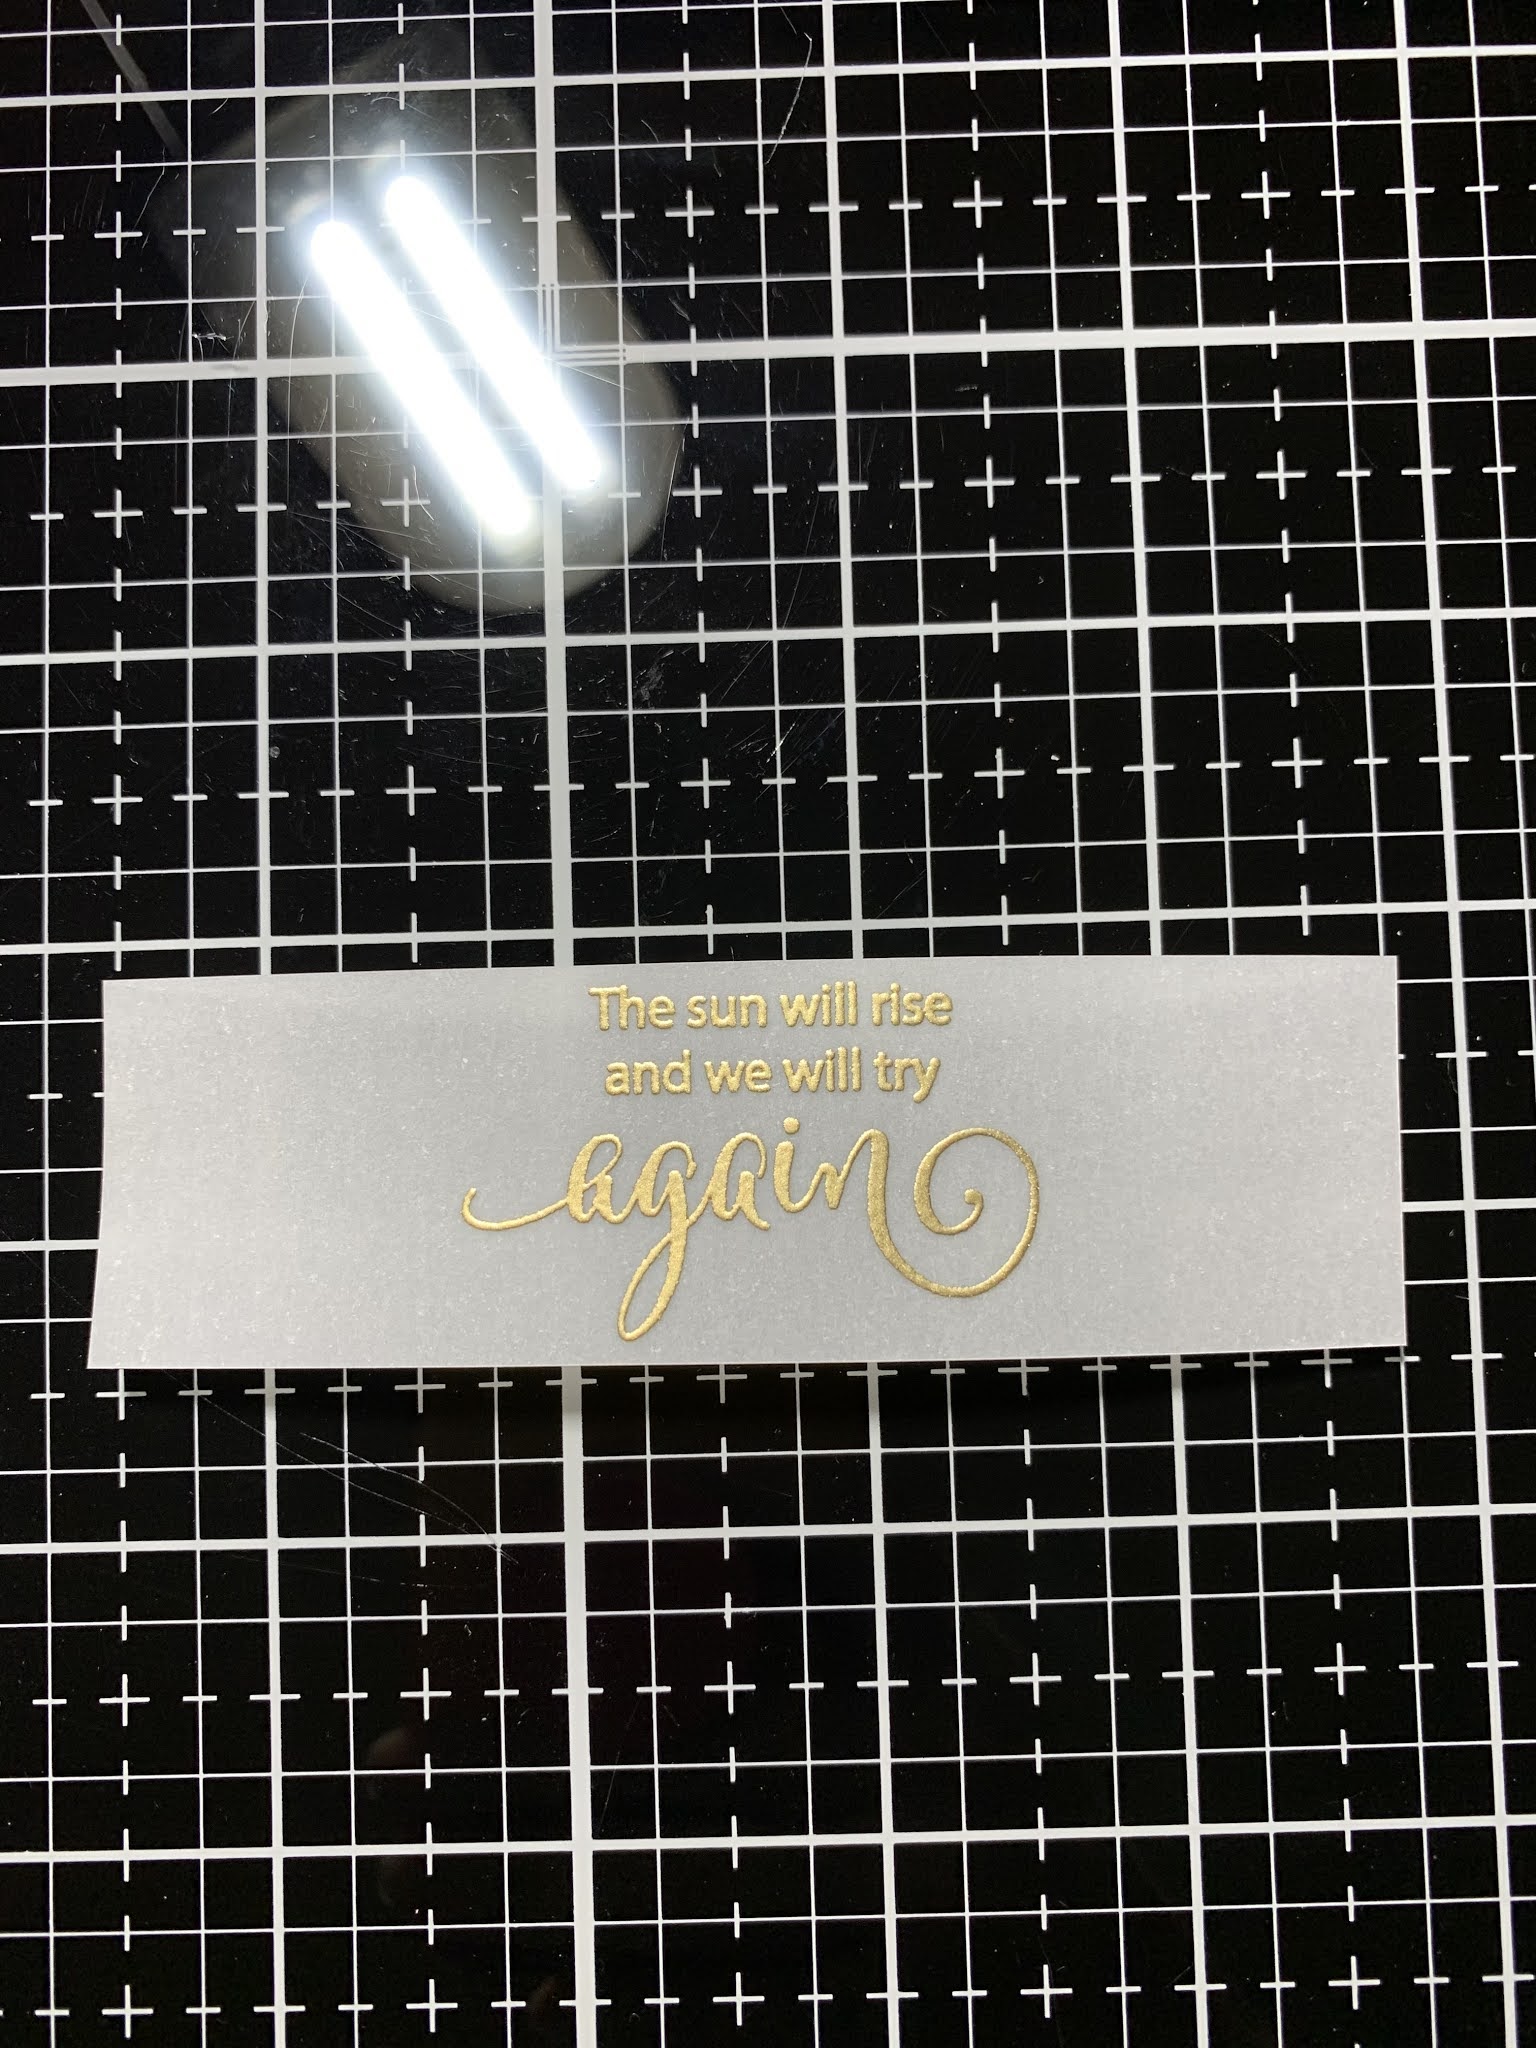 The sun will rise
and we will try
again